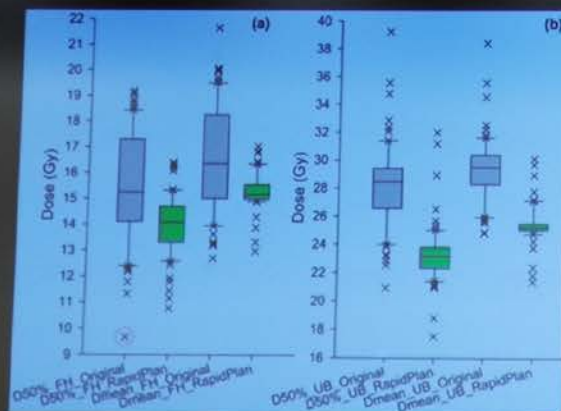 (a)
Dose (Gy)
22
21
20
19
18
17
16
15
14
13
12
11
10
9
D50%_FH_Original
D50%_FH_RapidPlan
Dmean_FH_Original
Dmean_FH_RapidPlan
(b)
Dose (Gy)
40
38
36
34
32
30
28
26
24
22
20
18
16
D50%_UB_Original
D50%_UB_RapidPlan
Dmean_UB_Original
Dmean_UB_RapidPlan